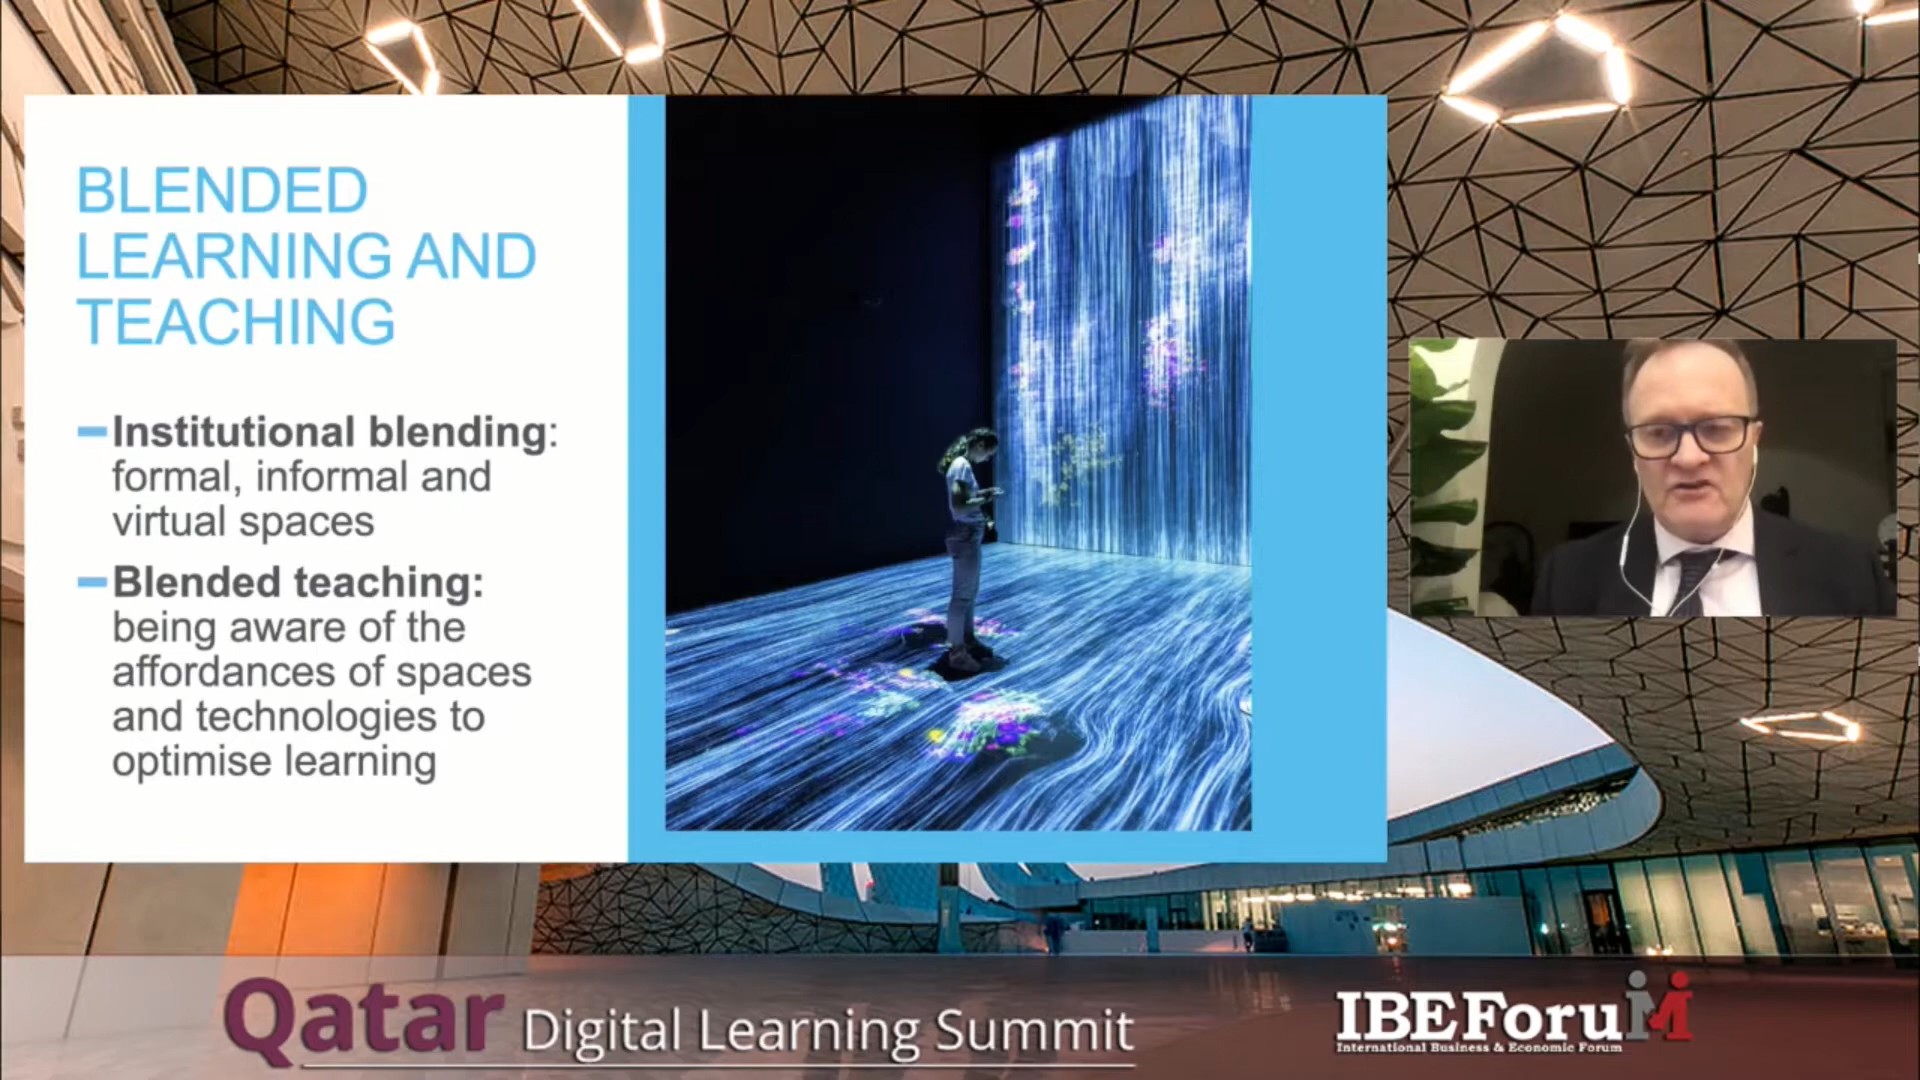 BLENDED
LEARNING AND
TEACHING
Institutional blending:
formal, informal and
virtual spaces
Blended teaching:
being aware of the
affordances of spaces
and technologies to
optimise learning
Qatar Digital Learning Summit
IBEForuM
International Business & Economic Forum